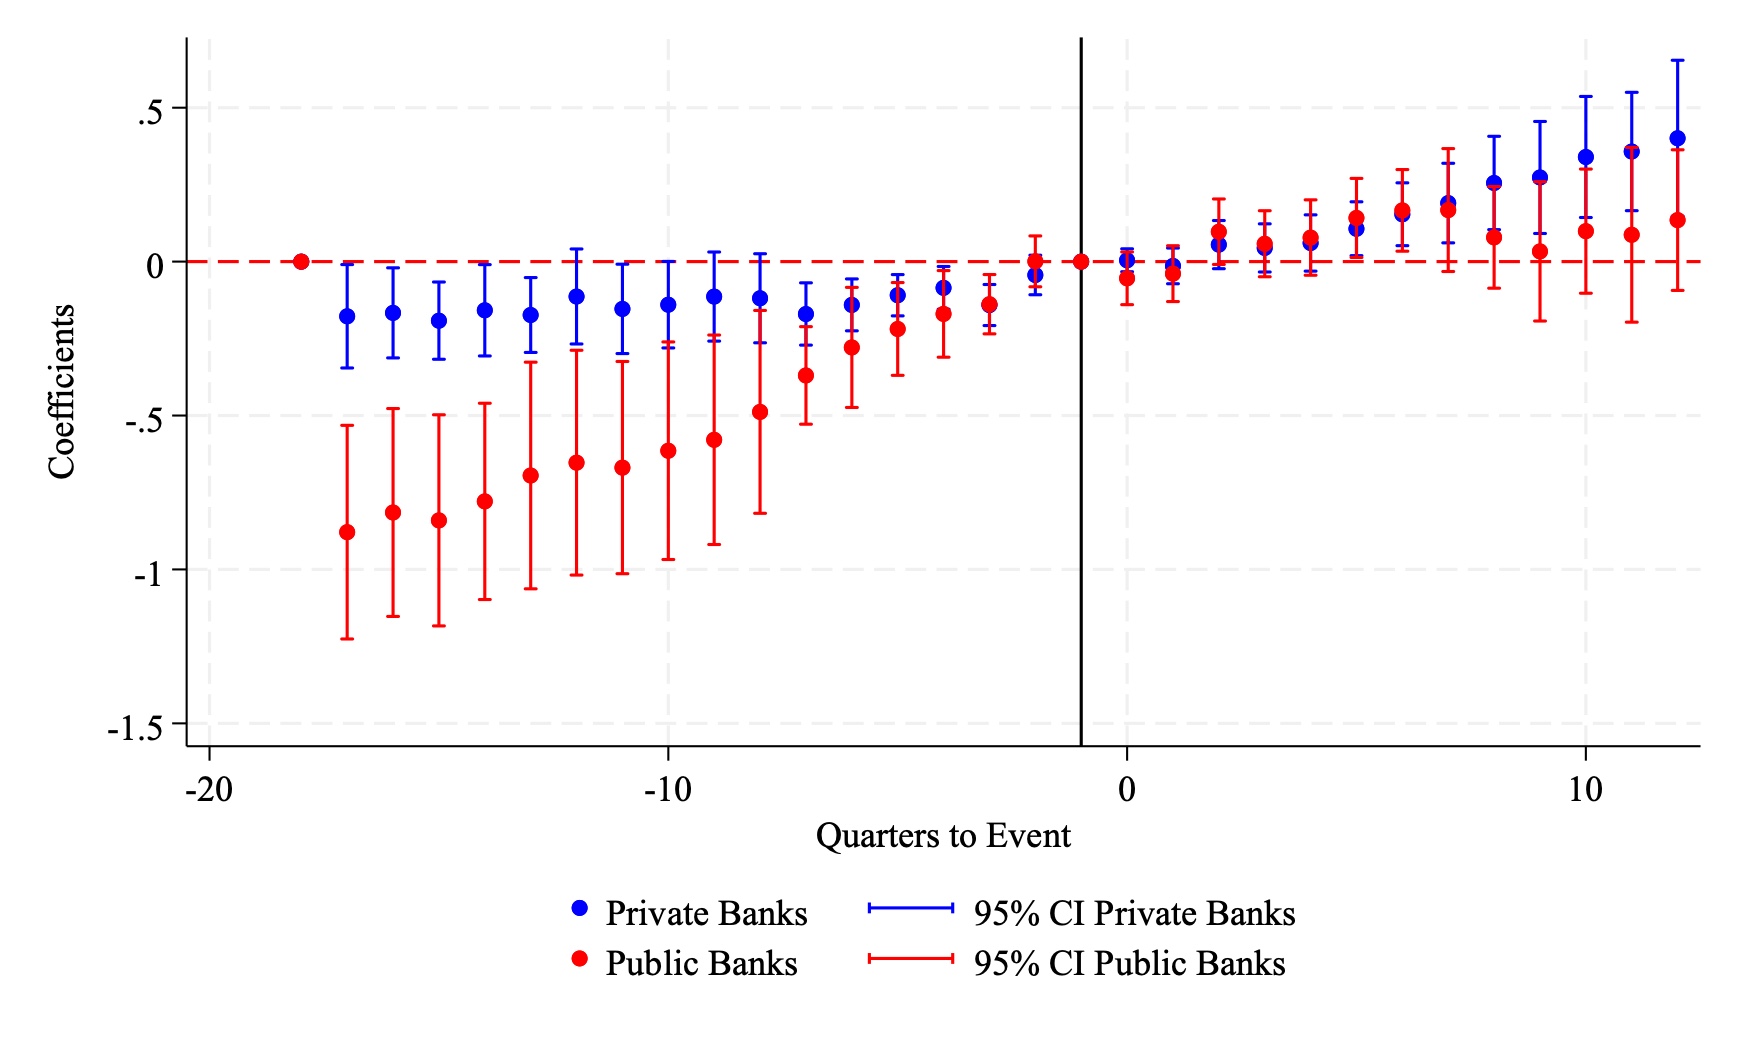 .5
0
-.5
-1
-1.5
Coefficients
-20 -10 0 10
Quarters to Event
Private Banks 95% CI Private Banks
Public Banks 95% CI Public Banks